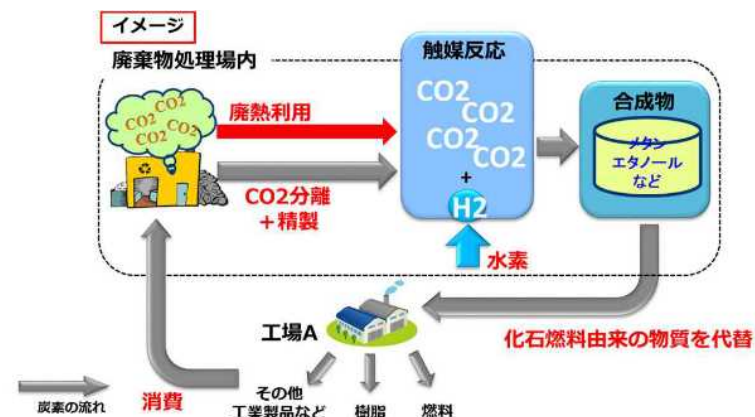 イメージ
廃棄物処理場内
CO2
CO2
CO2
CO2
廃熱利用
CO2分離
+精製
触媒反応
CO2
CO2
CO2
CO2
+
H2
水素
合成物
メタン
エタノール
など
化石燃料由来の物質を代替
工場A
その他
工業製品など
樹脂
燃料
消費
炭素の流れ